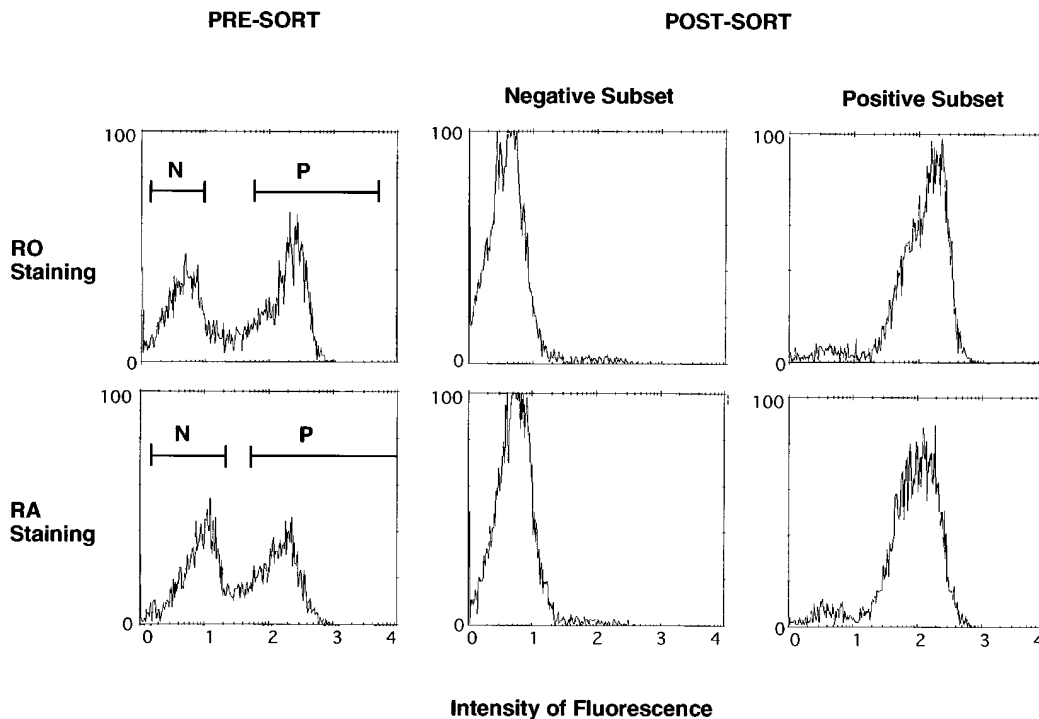 PRE-SORT
POST-SORT
Negative Subset
Positive Subset
RO
Staining
100
N
P
0
100
0
100
0
RA
Staining
100
N
P
0
0 1 2 3 4
100
0
0 1 2 3 4
100
0
0 1 2 3 4
Intensity of Fluorescence